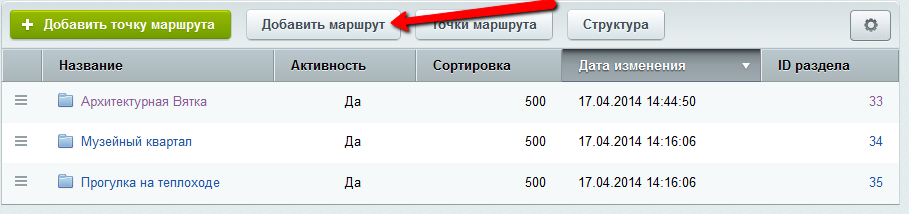 + Добавить точку маршрута Добавить маршрут Точки маршрута Структура
Название Активность Сортировка Дата изменения ID раздела
Архитектурная Вятка Да 500 17.04.2014 14:44:50 33
Музейный квартал Да 500 17.04.2014 14:16:06 34
Прогулка на теплоходе Да 500 17.04.2014 14:16:06 35